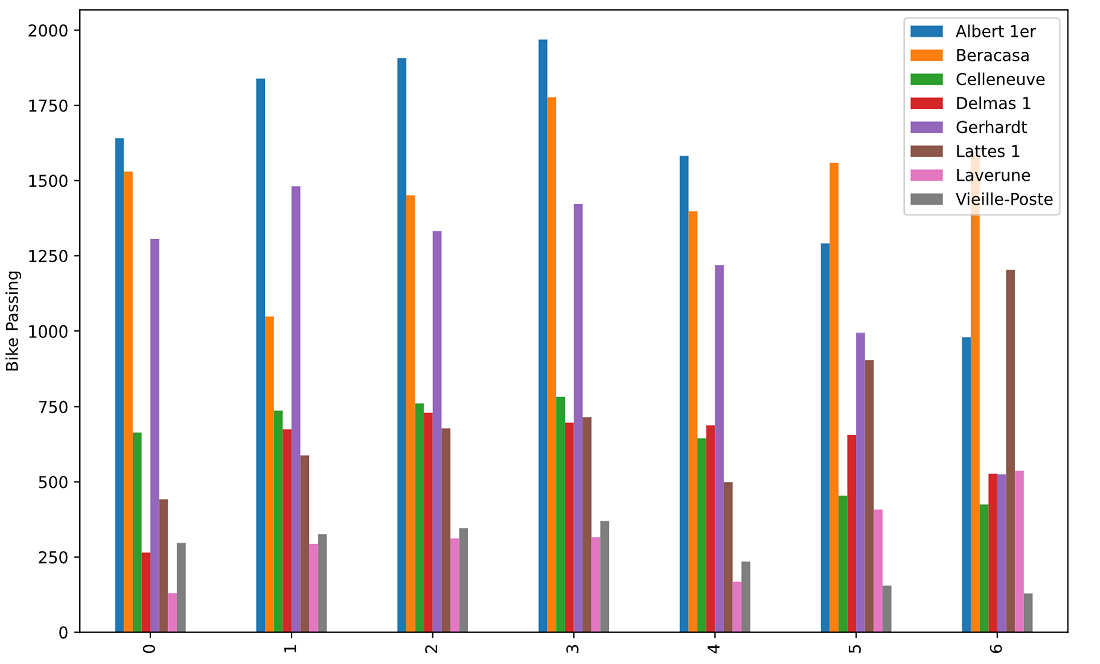 2000
1750
1500
1250
1000
750
500
250
0
Bike Passing
Albert 1er
Beracasa
Celleneuve
Delmas 1
Gerhardt
Lattes 1
Laverune
Vieille-Poste
0
1
2
3
4
5
6